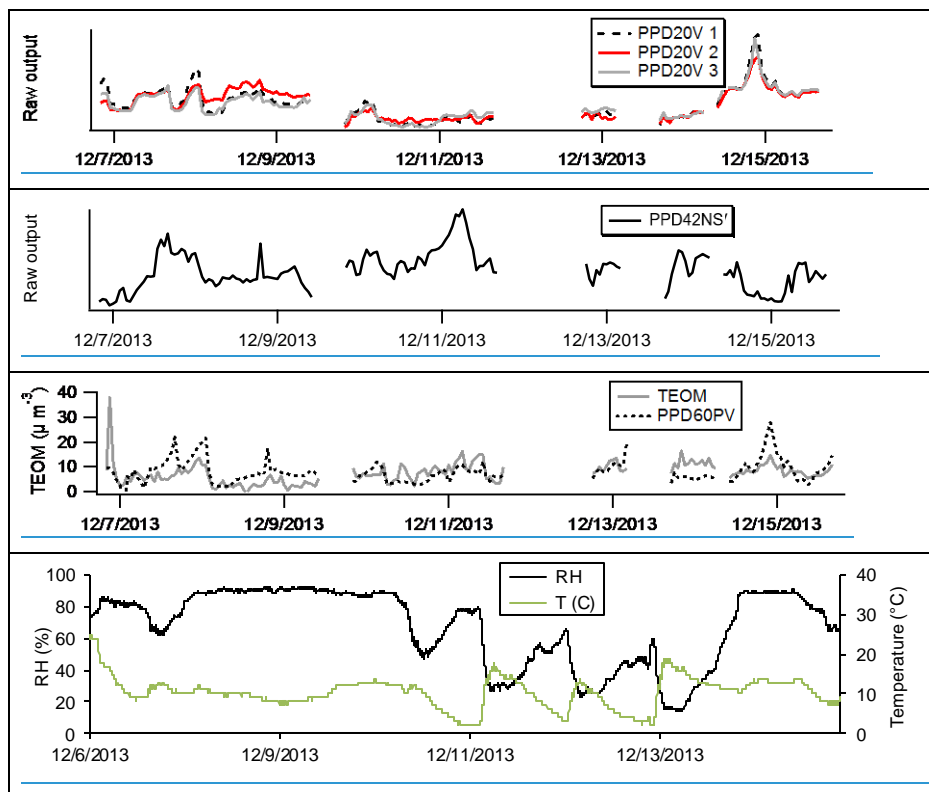 Raw output
PPD20V 1
PPD20V 2
PPD20V 3
12/7/2013 12/9/2013 12/11/2013 12/13/2013 12/15/2013
Raw output
PPD42NS'
12/7/2013 12/9/2013 12/11/2013 12/13/2013 12/15/2013
TEOM (µ m⁻³)
40
30
20
10
0
TEOM
PPD60PV
12/7/2013 12/9/2013 12/11/2013 12/13/2013 12/15/2013
RH (%)
100
80
60
40
20
0
RH
T (C)
40
30
20
10
0
Temperature (°C)
12/6/2013 12/9/2013 12/11/2013 12/13/2013